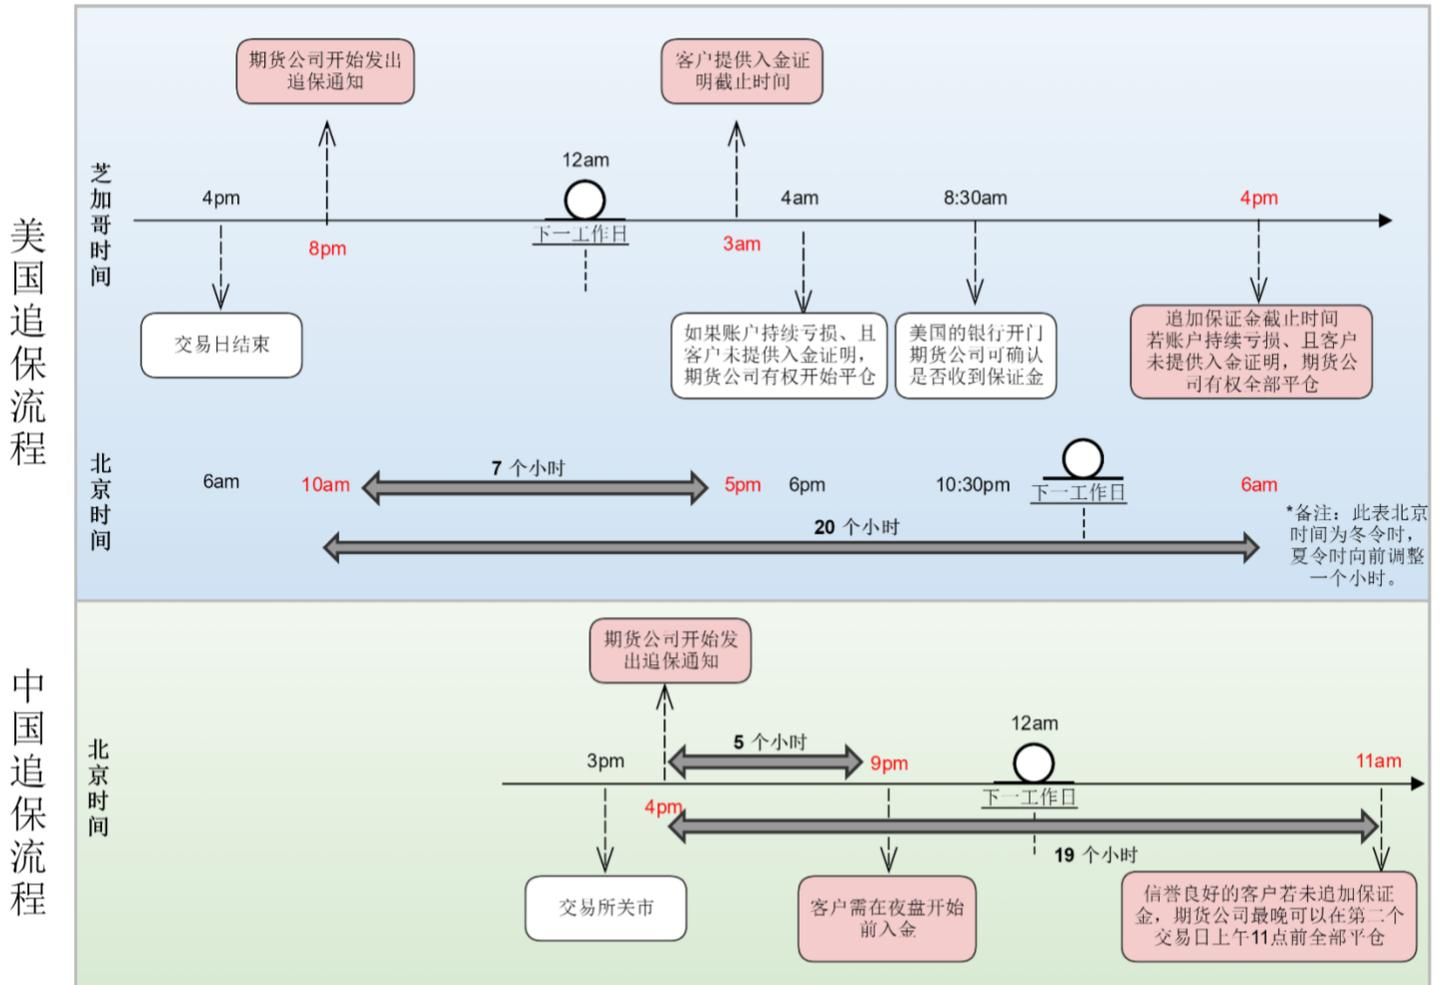 美国追保流程
芝加哥时间
期货公司开始发出
追保通知
客户提供入金证
明截止时间
12am
4pm
4am
8:30am
4pm
下一工作日
8pm
3am
交易日结束
如果账户持续亏损、且
客户未提供入金证明，
期货公司有权开始平仓
美国的银行开门
期货公司可确认
是否收到保证金
追加保证金截止时间
若账户持续亏损、且客户
未提供入金证明，期货公
司有权全部平仓
北京时间
6am
10am
7 个小时
5pm
6pm
10:30pm
下一工作日
6am
20 个小时
*备注：此表北京
时间为冬令时，
夏令时向前调整
一个小时。
中国追保流程
北京时间
期货公司开始发
出追保通知
12am
3pm
5 个小时
9pm
11am
下一工作日
4pm
19 个小时
交易所关市
客户需在夜盘开始
前入金
信誉良好的客户若未追加保证
金，期货公司最晚可以在第二个
交易日上午11点前全部平仓